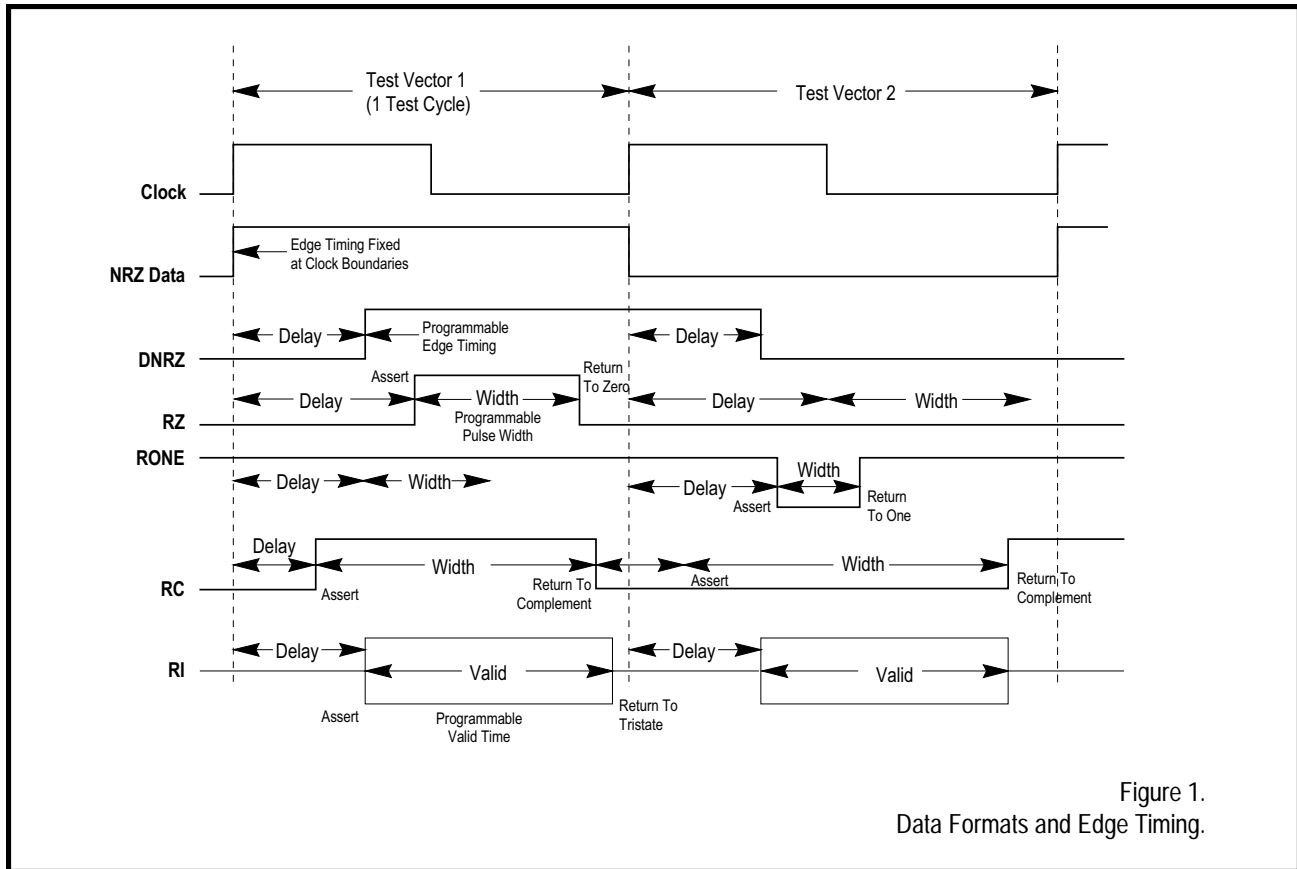 Test Vector 1
(1 Test Cycle)
Test Vector 2
Clock
Edge Timing Fixed
at Clock Boundaries
NRZ Data
Delay
Programmable
Edge Timing
Delay
DNRZ
Assert
Return
To Zero
Delay
Width
Delay
Width
Programmable
Pulse Width
RZ
RONE
Delay
Width
Delay
Width
Assert
Return
To One
Delay
Width
Width
RC
Assert
Return To
Complement
Assert
Return To
Complement
Delay
Valid
Delay
Valid
RI
Assert
Programmable
Valid Time
Return To
Tristate
Figure 1.
Data Formats and Edge Timing.